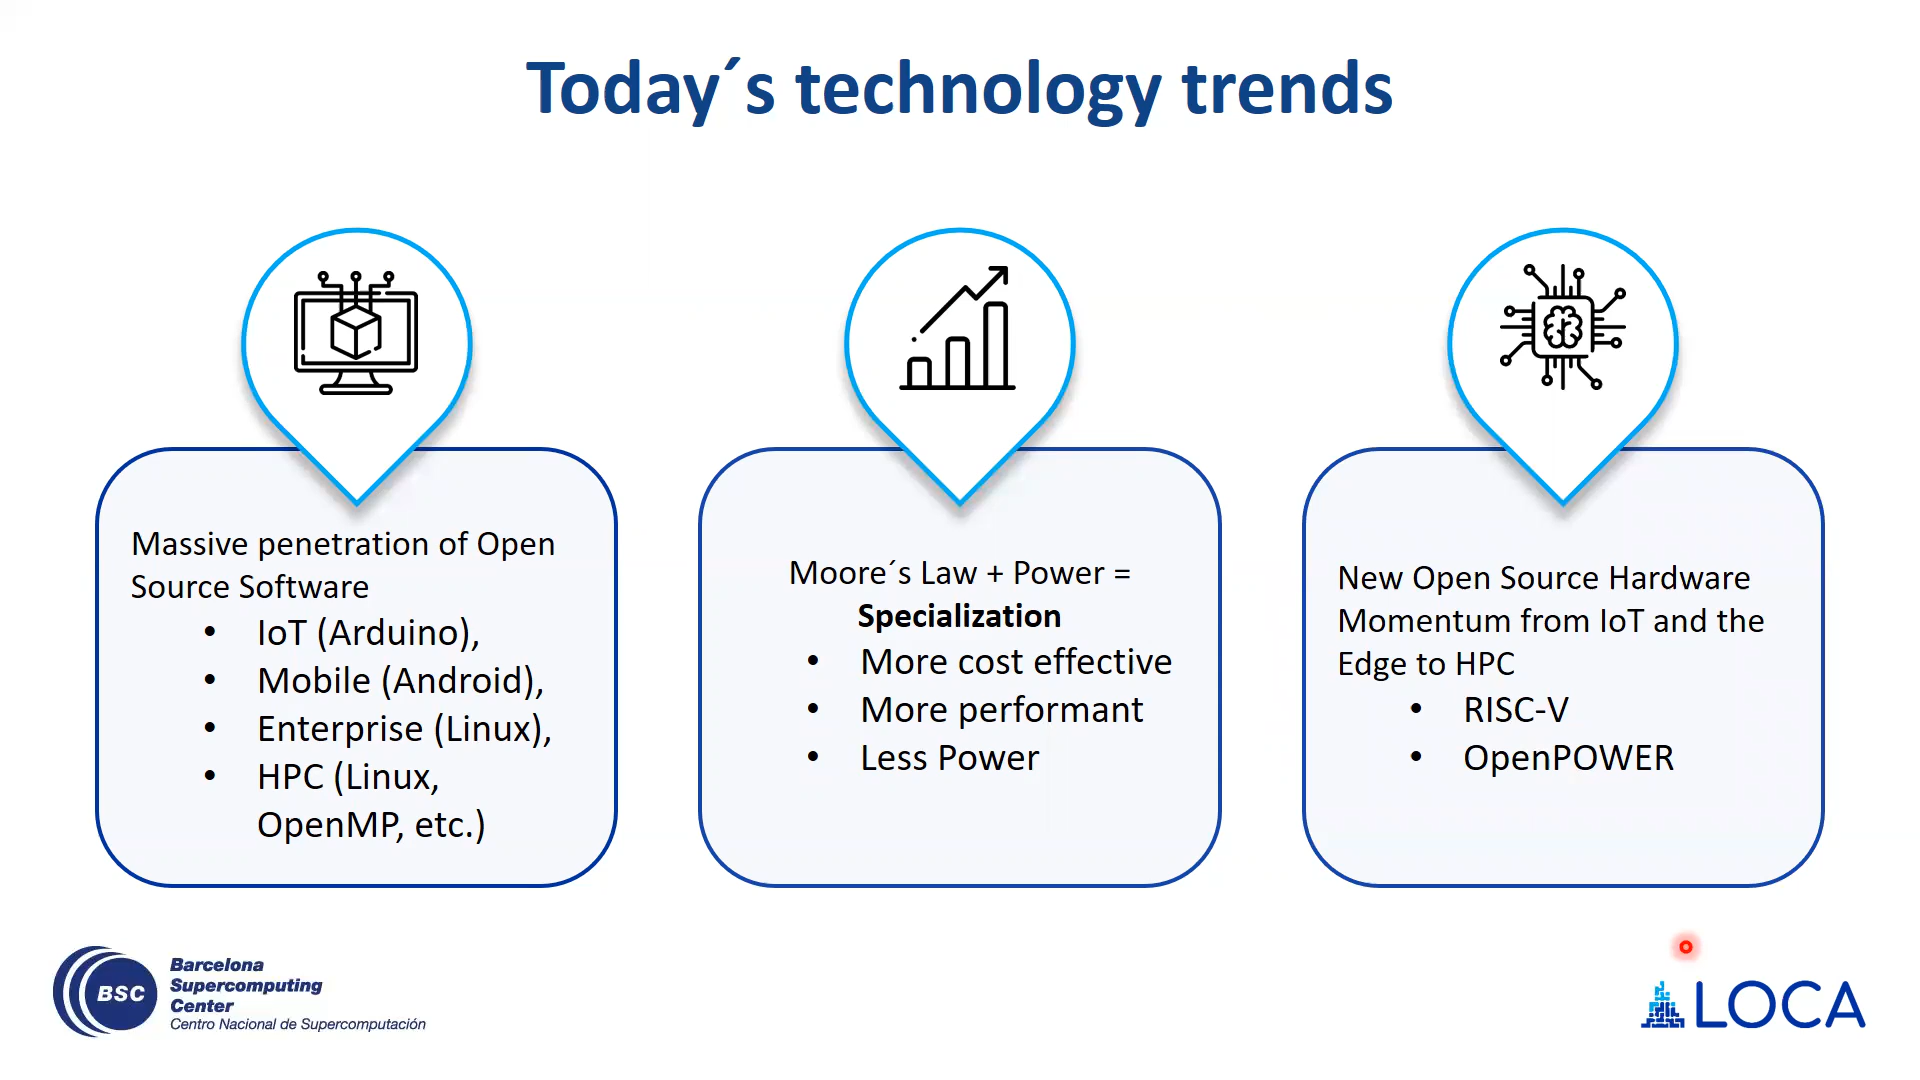 Today´s technology trends
Massive penetration of Open
Source Software
• IoT (Arduino),
• Mobile (Android),
• Enterprise (Linux),
• HPC (Linux,
OpenMP, etc.)
Moore´s Law + Power =
Specialization
• More cost effective
• More performant
• Less Power
New Open Source Hardware
Momentum from IoT and the
Edge to HPC
• RISC-V
• OpenPOWER
BSC
Barcelona
Supercomputing
Center
Centro Nacional de Supercomputación
LOCA